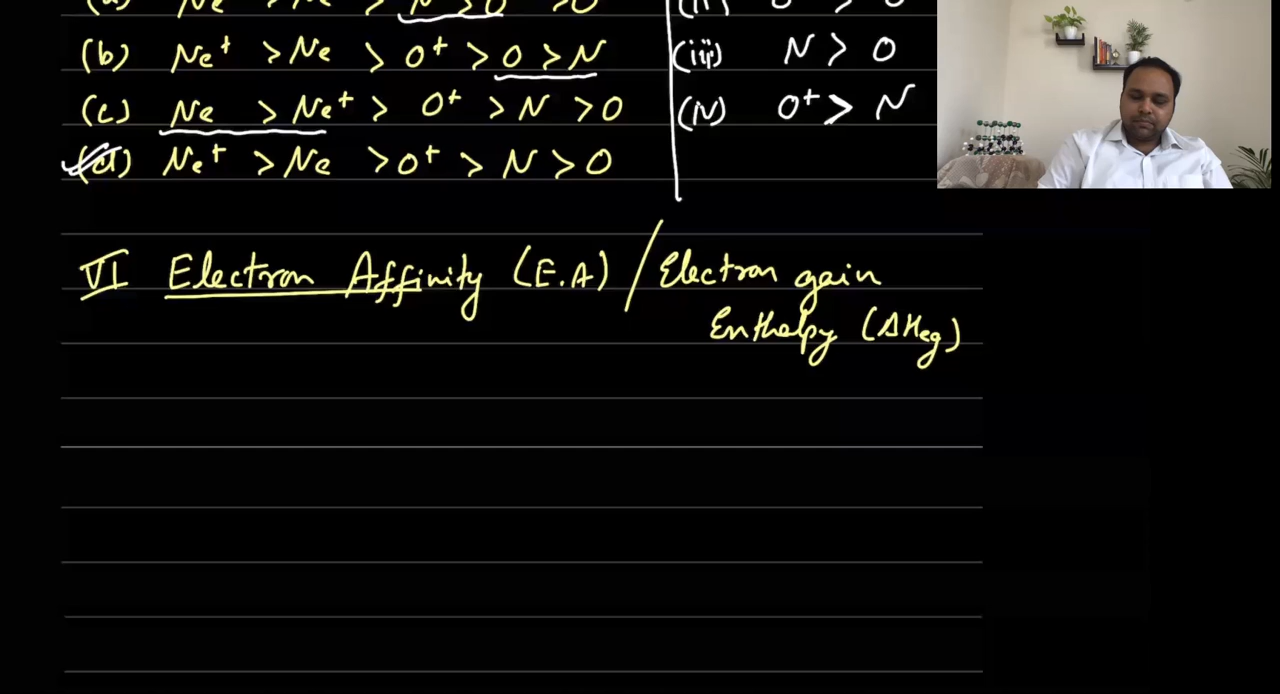 (b) Ne⁺ > Ne > O⁺ > O > N
(c) Ne > Ne⁺ > O⁺ > N > O
(d) Ne⁺ > Ne > O⁺ > N > O
(iii) N > O
(iv) O⁺ > N
VI Electron Affinity (E.A) / Electron gain
Enthalpy (ΔHeg)